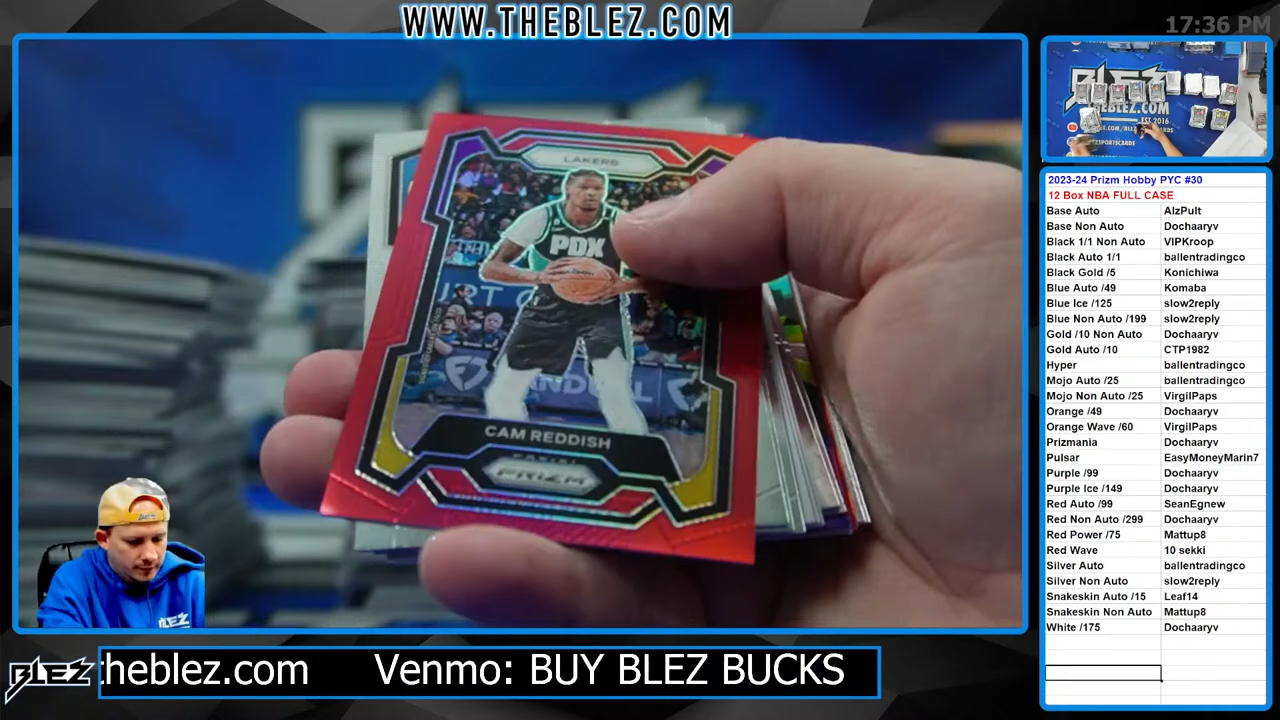 WWW.THEBLEZ.COM
17:36 PM
LAKERS
PDX
CAM REDDISH
PANINI
PRIZM
BLEZ
THEBLEZ.COM
EST 2016
2023-24 Prizm Hobby PYC #30
12 Box NBA FULL CASE
Base Auto AlzPult
Base Non Auto Dochaaryv
Black 1/1 Non Auto VIPKroop
Black Auto 1/1 ballentradingco
Black Gold /5 Konichiwa
Blue Auto /49 Komaba
Blue Ice /125 slow2reply
Blue Non Auto /199 slow2reply
Gold /10 Non Auto Dochaaryv
Gold Auto /10 CTP1982
Hyper ballentradingco
Mojo Auto /25 ballentradingco
Mojo Non Auto /25 VirgilPaps
Orange /49 Dochaaryv
Orange Wave /60 VirgilPaps
Prizmania Dochaaryv
Pulsar EasyMoneyMarin7
Purple /99 Dochaaryv
Purple Ice /149 Dochaaryv
Red Auto /99 SeanEgnew
Red Non Auto /299 Dochaaryv
Red Power /75 Mattup8
Red Wave 10 sekki
Silver Auto ballentradingco
Silver Non Auto slow2reply
Snakeskin Auto /15 Leaf14
Snakeskin Non Auto Mattup8
White /175 Dochaaryv
BLEZ
BLEZ
theblez.com Venmo: BUY BLEZ BUCKS